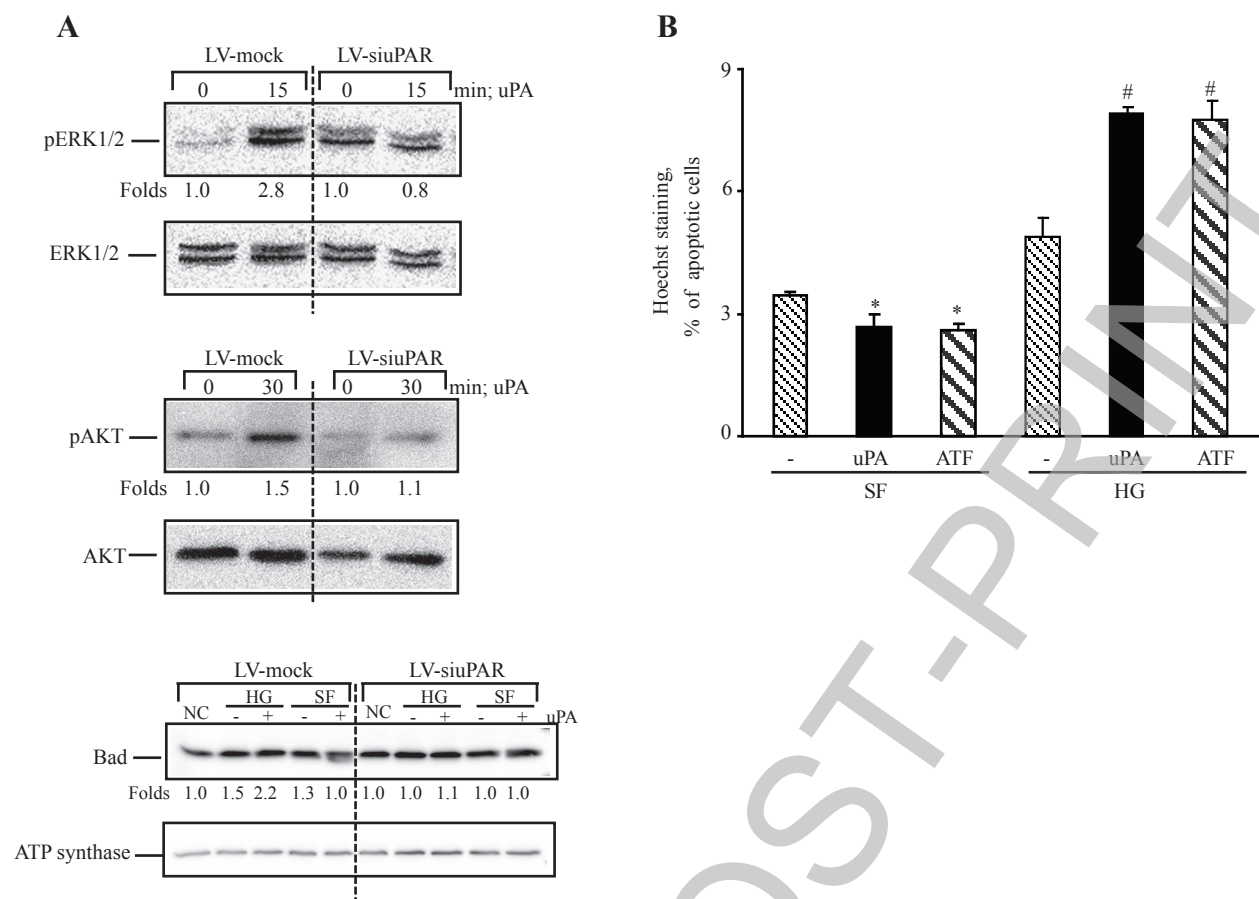 A
LV-mock LV-siuPAR
0 15 0 15 min; uPA
pERK1/2
Folds 1.0 2.8 1.0 0.8
ERK1/2
LV-mock LV-siuPAR
0 30 0 30 min; uPA
pAKT
Folds 1.0 1.5 1.0 1.1
AKT
LV-mock LV-siuPAR
NC HG SF NC HG SF
- + - + - + - + uPA
Bad
Folds 1.0 1.5 2.2 1.3 1.0 1.0 1.0 1.1 1.0 1.0
ATP synthase
B
Hoechst staining,
% of apoptotic cells
9
6
3
0
* * # #
- uPA ATF - uPA ATF
SF HG
OST-PRINT